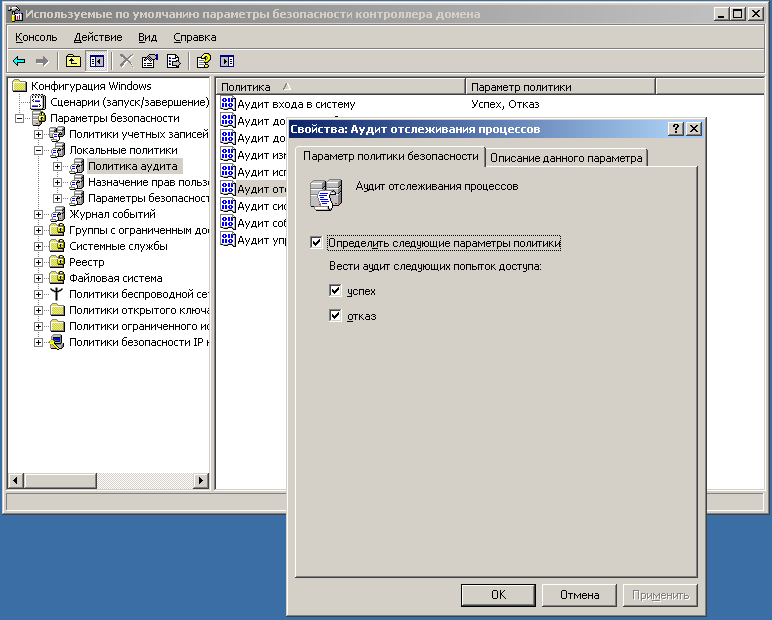 Используемые по умолчанию параметры безопасности контроллера домена
Консоль Действие Вид Справка
Конфигурация Windows
Сценарии (запуск/завершение)
Параметры безопасности
Политики учетных записей
Локальные политики
Политика аудита
Назначение прав польз
Параметры безопасност
Журнал событий
Группы с ограниченным дос
Системные службы
Реестр
Файловая система
Политики беспроводной се
Политики открытого ключа
Политики ограниченного ис
Политики безопасности IP н
Политика Параметр политики
Аудит входа в систему Успех, Отказ
Аудит до
Аудит до
Аудит изм
Аудит исп
Аудит отс
Аудит сис
Аудит соб
Аудит упр
Свойства: Аудит отслеживания процессов
Параметр политики безопасности Описание данного параметра
Аудит отслеживания процессов
Определить следующие параметры политики
Вести аудит следующих попыток доступа:
успех
отказ
OK Отмена Применить